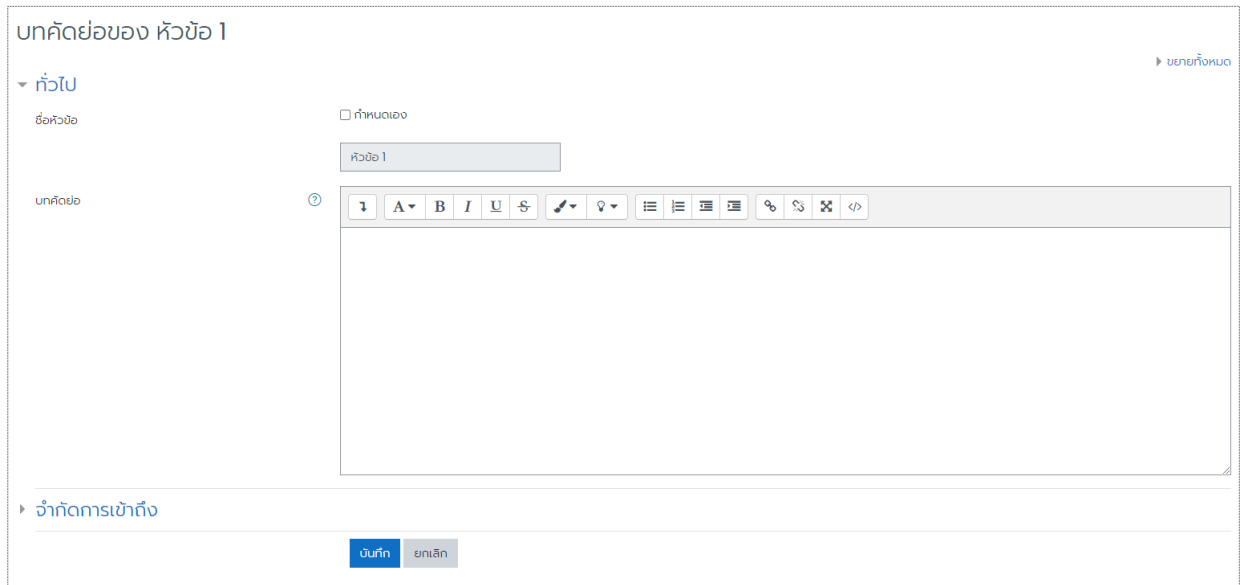 บทคัดย่อของ หัวข้อ 1
ขยายทั้งหมด
ทั่วไป
ชื่อหัวข้อ
กำหนดเอง
หัวข้อ 1
บทคัดย่อ
A B I U S
จำกัดการเข้าถึง
บันทึก ยกเลิก